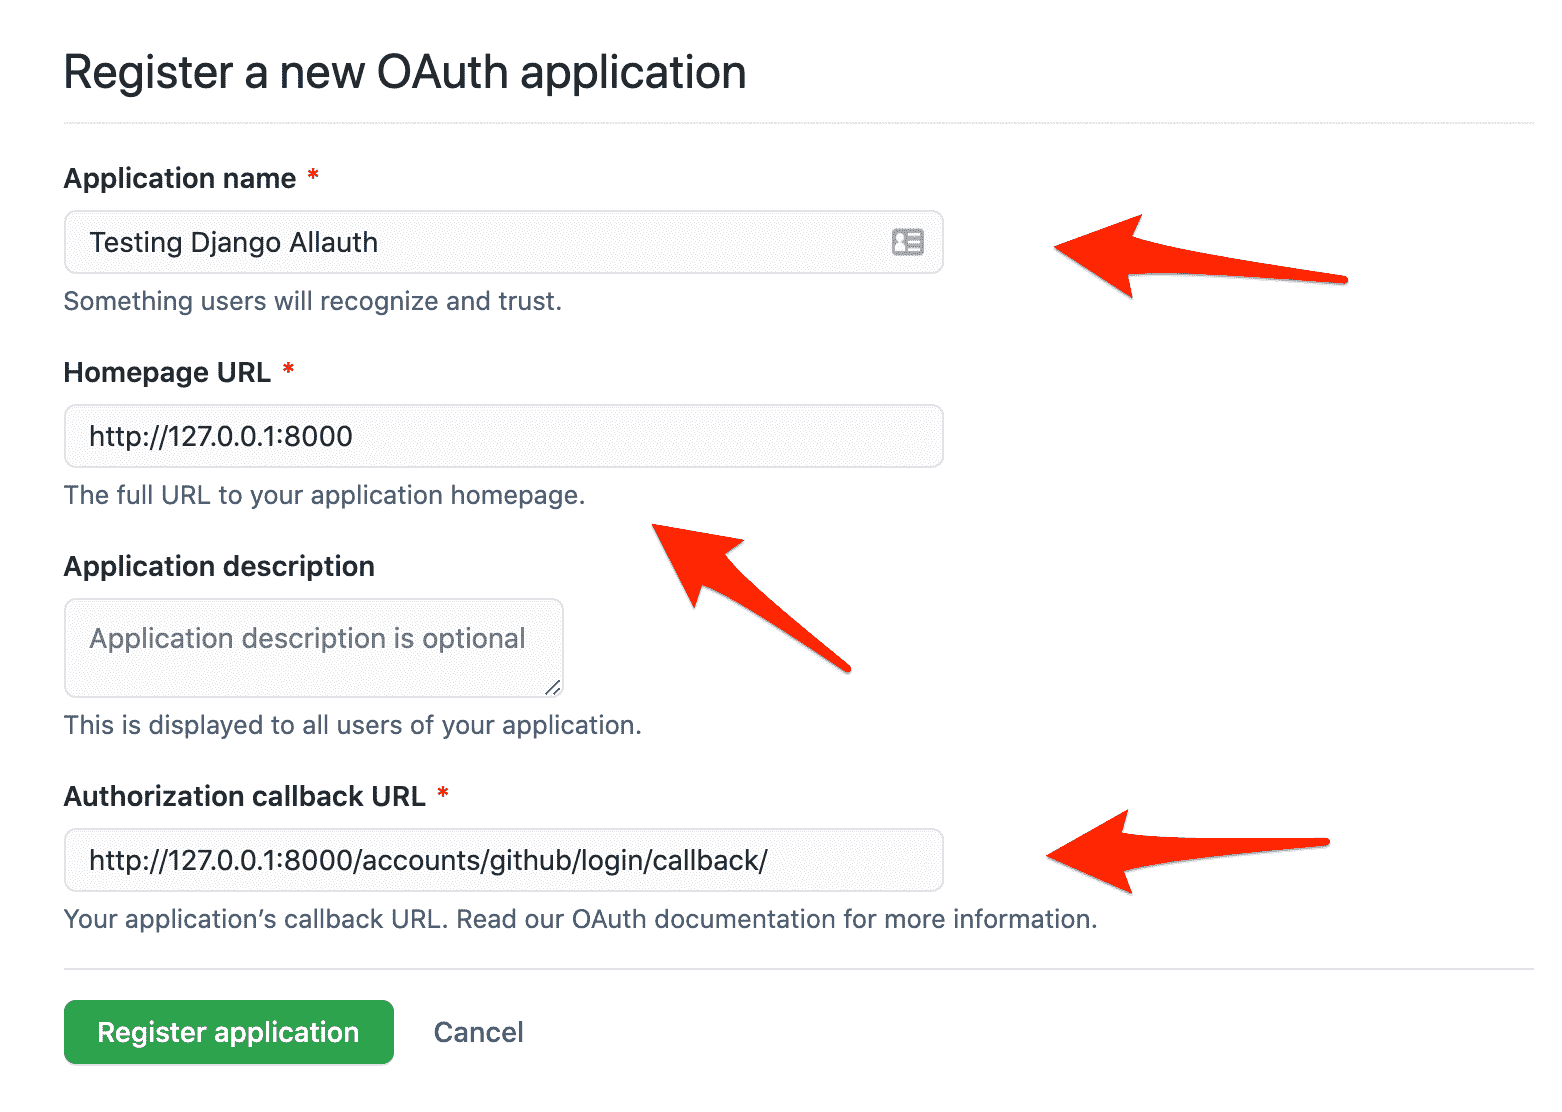 Register a new OAuth application
Application name *
Testing Django Allauth
Something users will recognize and trust.
Homepage URL *
http://127.0.0.1:8000
The full URL to your application homepage.
Application description
Application description is optional
This is displayed to all users of your application.
Authorization callback URL *
http://127.0.0.1:8000/accounts/github/login/callback/
Your application’s callback URL. Read our OAuth documentation for more information.
Register application Cancel